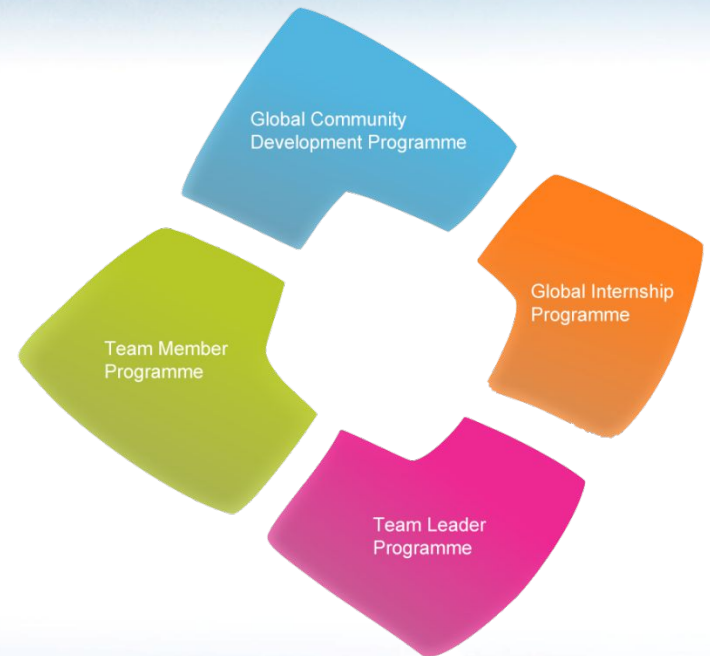 Global Community
Development Programme
Global Internship
Programme
Team Member
Programme
Team Leader
Programme